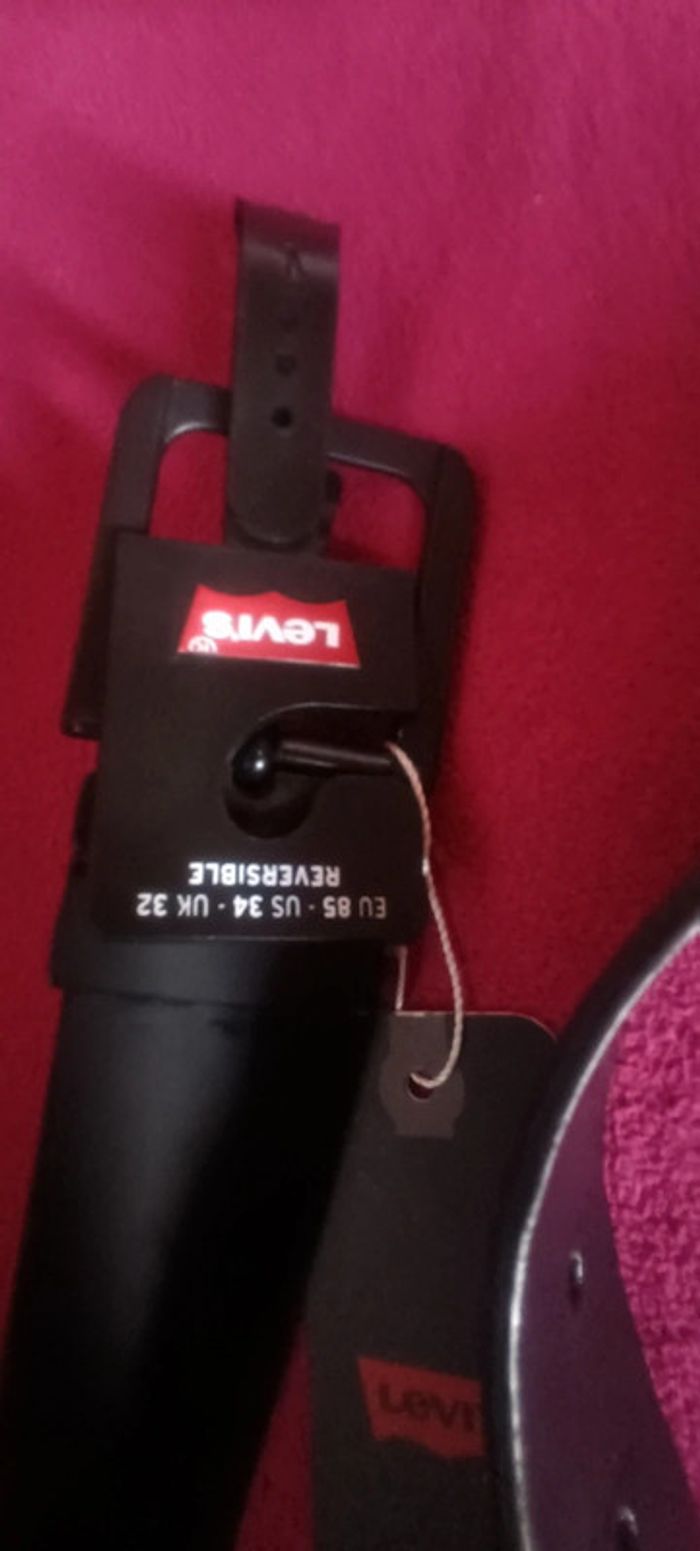 Levi's®
REVERSIBLE
EU 85 · US 34 · UK 32
Levi